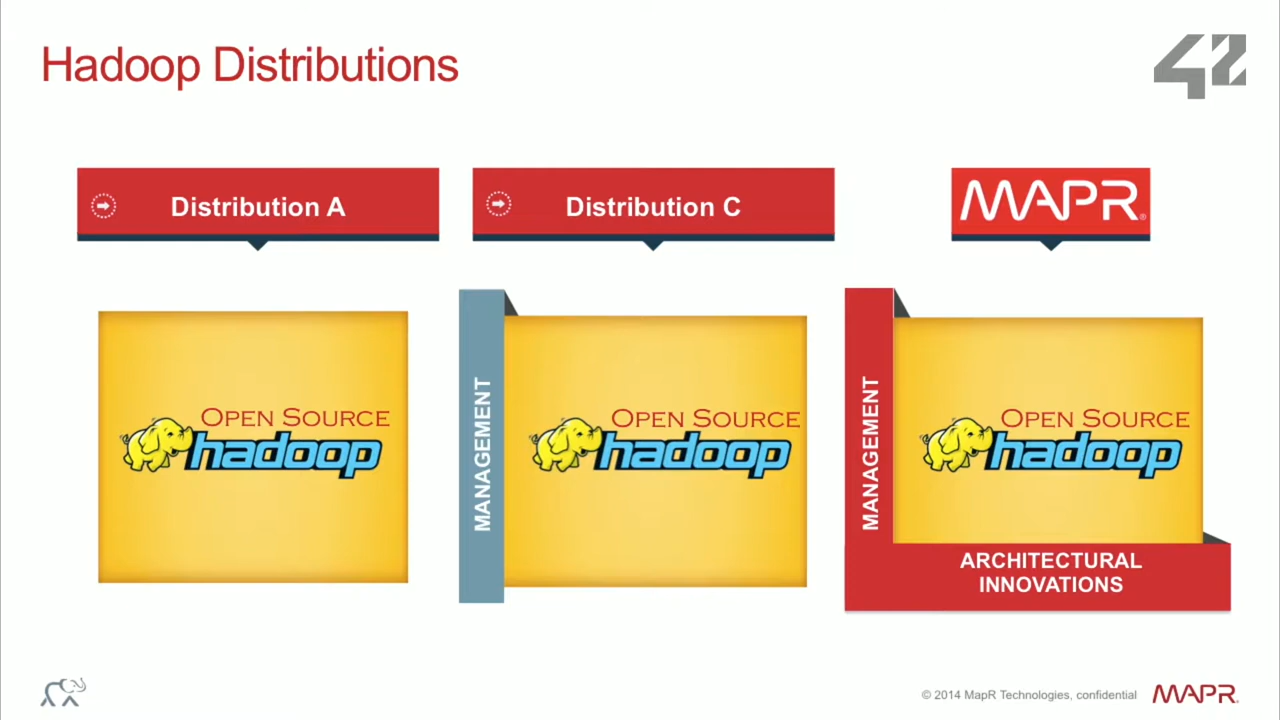 Hadoop Distributions
42
Distribution A
Distribution C
MAPR®
OPEN SOURCE
hadoop
MANAGEMENT
OPEN SOURCE
hadoop
MANAGEMENT
OPEN SOURCE
hadoop
ARCHITECTURAL
INNOVATIONS
© 2014 MapR Technologies, confidential
MAPR®